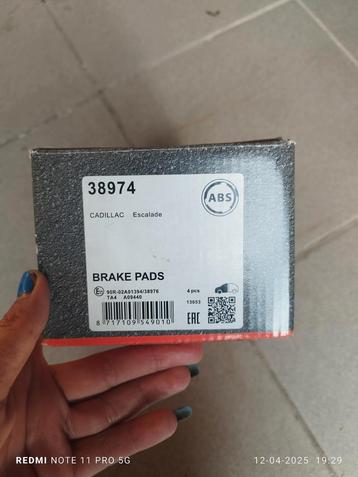 38974
ABS
CADILLAC Escalade
BRAKE PADS
90R-02A01394/38976
TA4 A09440
4 pcs
13653
8 717109 549010
EAC
REDMI NOTE 11 PRO 5G
12-04-2025 19:29